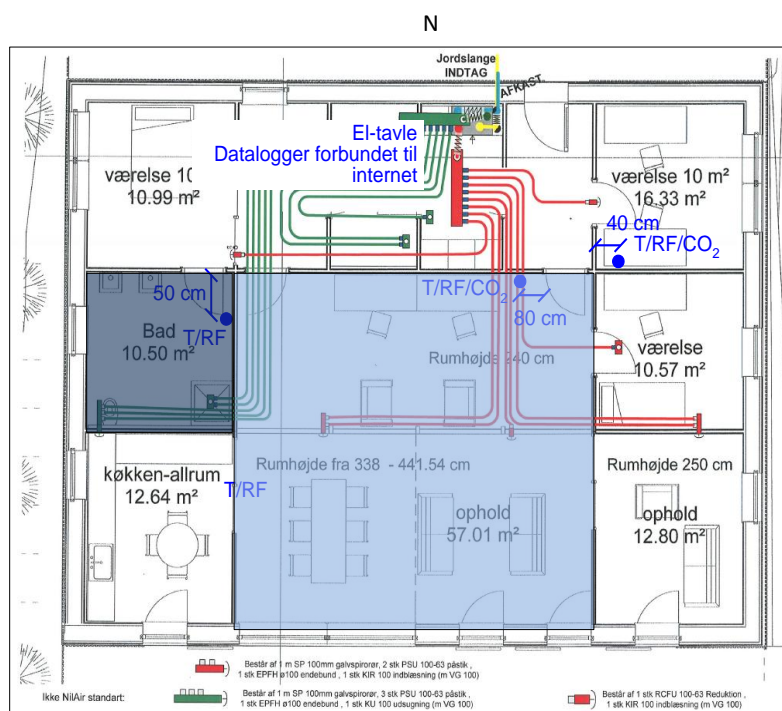 N
Jordslange
INDTAG
AFKAST.
El-tavle
Datalogger forbundet til
internet
værelse
10.99 m²
værelse 10 m²
16.33 m²
40 cm
T/RF/CO₂
50 cm
T/RF
Bad
10.50 m²
T/RF/CO₂
80 cm
Rumhøjde 240 cm
værelse
10.57 m²
køkken-allrum
12.64 m²
T/RF
Rumhøjde fra 338 - 441.54 cm
ophold
57.01 m²
Rumhøjde 250 cm
ophold
12.80 m²
Består af 1 m SP 100mm galvspirorør, 2 stk PSU 100-63 påstik ,
1 stk EPFH ø100 endebund , 1 stk KIR 100 indblæsning (m VG 100)
Ikke NilAir standart:
Består af 1 m SP 100mm galvspirorør, 3 stk PSU 100-63 påstik ,
1 stk EPFH ø100 endebund , 1 stk KU 100 udsugning (m VG 100)
Består af 1 stk RCFU 100-63 Reduktion ,
1 stk KIR 100 indblæsning (m VG 100)